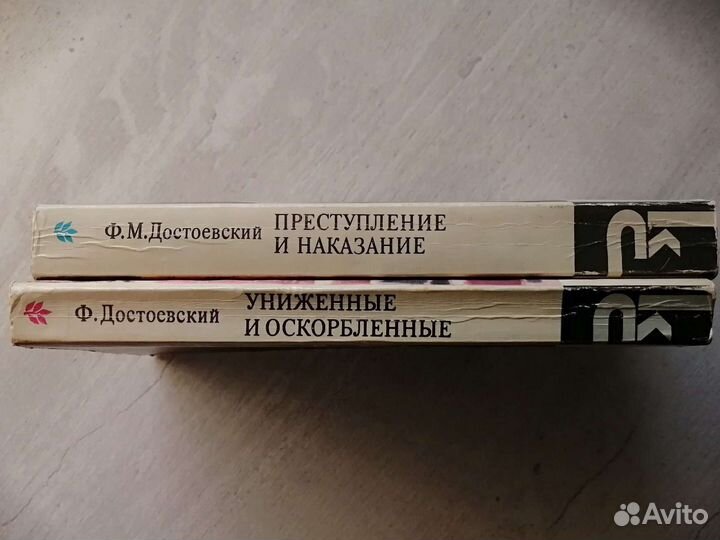 Ф.М.Достоевский
ПРЕСТУПЛЕНИЕ
И НАКАЗАНИЕ
Ф.Достоевский
УНИЖЕННЫЕ
И ОСКОРБЛЕННЫЕ
Avito